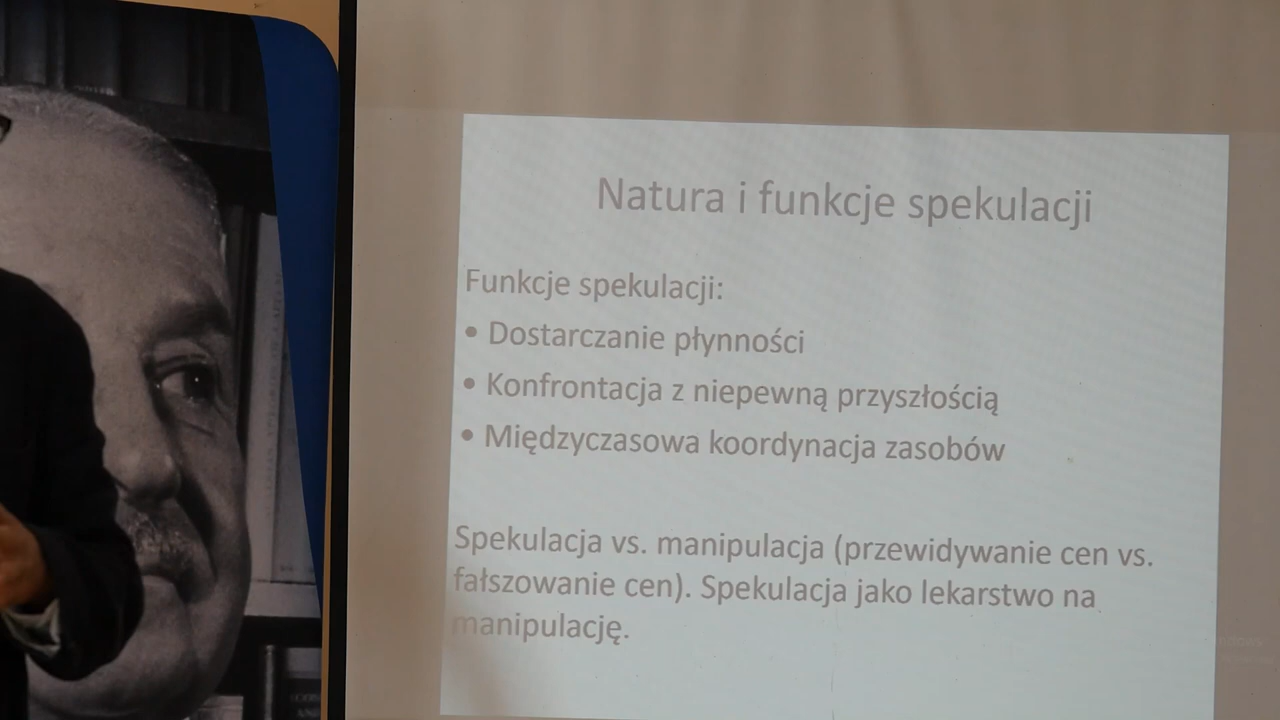 Natura i funkcje spekulacji
Funkcje spekulacji:
• Dostarczanie płynności
• Konfrontacja z niepewną przyszłością
• Międzyczasowa koordynacja zasobów
Spekulacja vs. manipulacja (przewidywanie cen vs.
fałszowanie cen). Spekulacja jako lekarstwo na
manipulację.